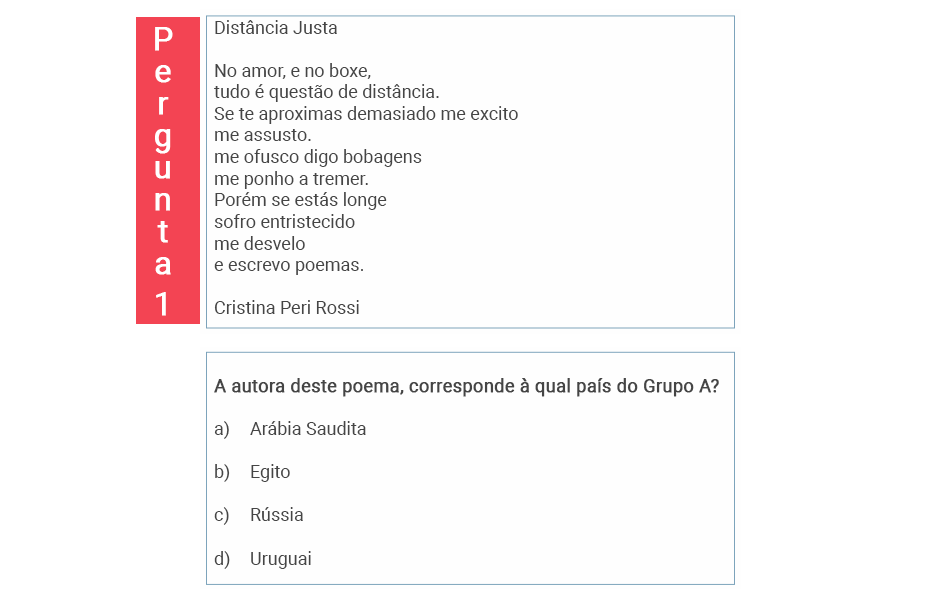 Pergunta 1
Distância Justa
No amor, e no boxe,
tudo é questão de distância.
Se te aproximas demasiado me excito
me assusto.
me ofusco digo bobagens
me ponho a tremer.
Porém se estás longe
sofro entristecido
me desvelo
e escrevo poemas.
Cristina Peri Rossi
A autora deste poema, corresponde à qual país do Grupo A?
a) Arábia Saudita
b) Egito
c) Rússia
d) Uruguai